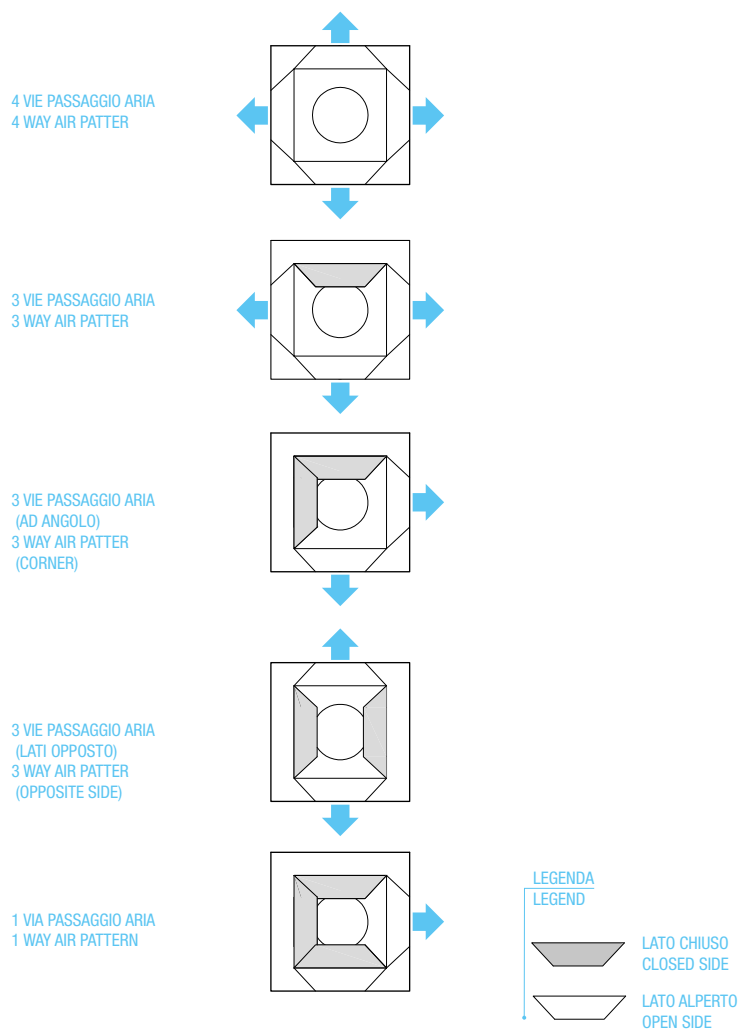 4 VIE PASSAGGIO ARIA
4 WAY AIR PATTER
3 VIE PASSAGGIO ARIA
3 WAY AIR PATTER
3 VIE PASSAGGIO ARIA
(AD ANGOLO)
3 WAY AIR PATTER
(CORNER)
3 VIE PASSAGGIO ARIA
(LATI OPPOSTO)
3 WAY AIR PATTER
(OPPOSITE SIDE)
1 VIA PASSAGGIO ARIA
1 WAY AIR PATTERN
LEGENDA
LEGEND
LATO CHIUSO
CLOSED SIDE
LATO ALPERTO
OPEN SIDE